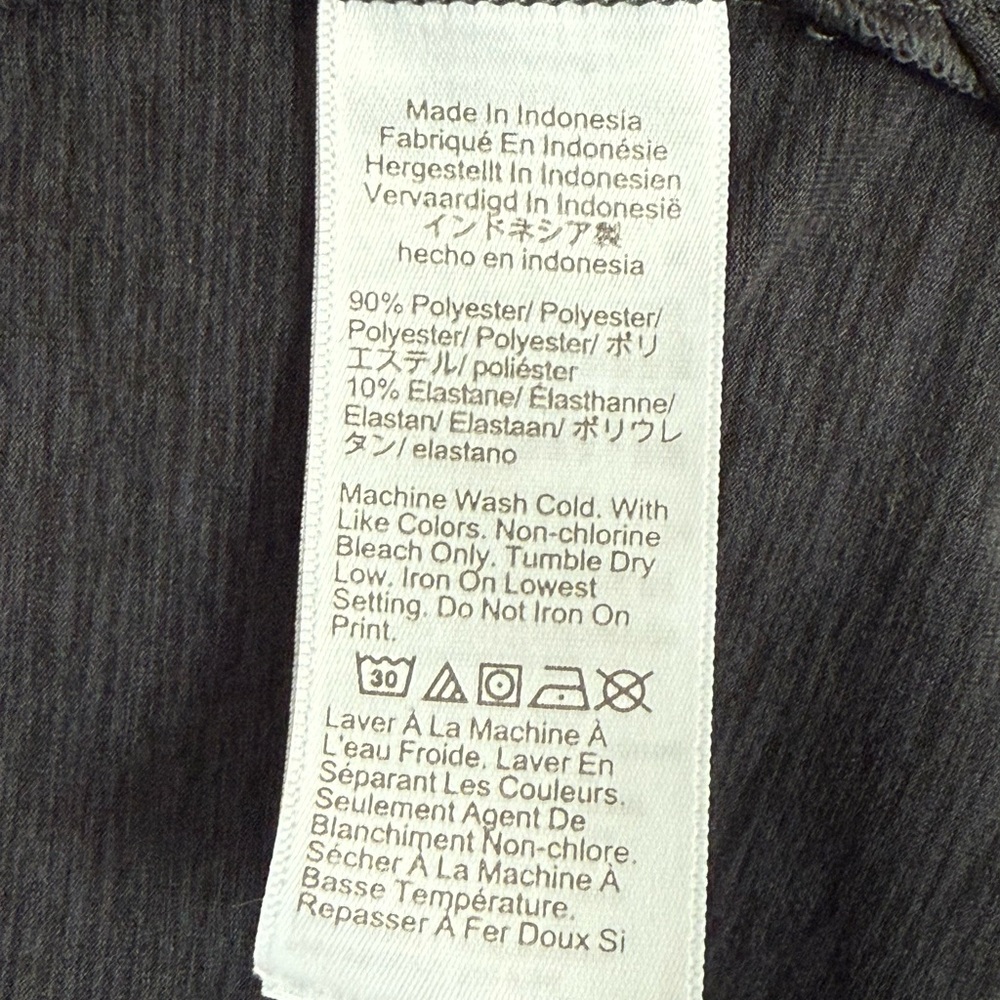 Made In Indonesia
Fabriqué En Indonésie
Hergestellt In Indonesien
Vervaardigd In Indonesië
インドネシア製
hecho en indonesia
90% Polyester/ Polyester/
Polyester/ Polyester/ ポリ
エステル/ poliéster
10% Elastane/ Élasthanne/
Elastan/ Elastaan/ ポリウレ
タン/ elastano
Machine Wash Cold. With
Like Colors. Non-chlorine
Bleach Only. Tumble Dry
Low. Iron On Lowest
Setting. Do Not Iron On
Print.
30
Laver À La Machine À
L'eau Froide. Laver En
Séparant Les Couleurs.
Seulement Agent De
Blanchiment Non-chlore.
Sécher À La Machine À
Basse Température.
Repasser À Fer Doux Si